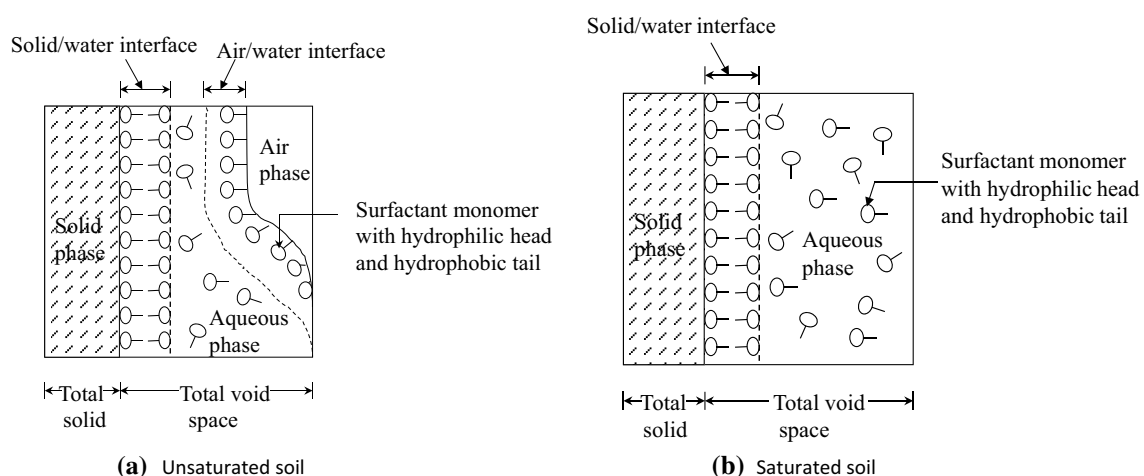 Solid/water interface
Air/water interface
Air
phase
Solid
phase
Aqueous
phase
Surfactant monomer
with hydrophilic head
and hydrophobic tail
Total
solid
Total void
space
(a) Unsaturated soil
Solid/water interface
Solid
phase
Aqueous
phase
Surfactant monomer
with hydrophilic head
and hydrophobic tail
Total
solid
Total void
space
(b) Saturated soil